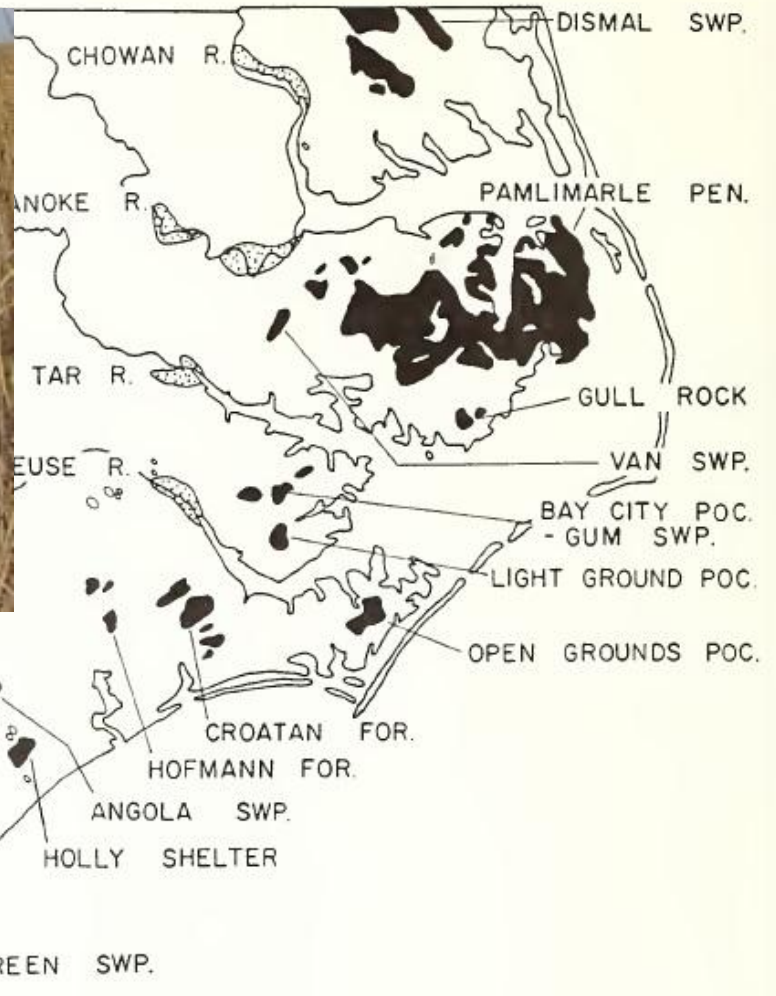 DISMAL SWP.
CHOWAN R.
PAMLIMARLE PEN.
ANOKE R.
TAR R.
GULL ROCK
EUSE R.
VAN SWP.
BAY CITY POC.
- GUM SWP.
LIGHT GROUND POC.
OPEN GROUNDS POC.
CROATAN FOR.
HOFMANN FOR.
ANGOLA SWP.
HOLLY SHELTER
REEN SWP.